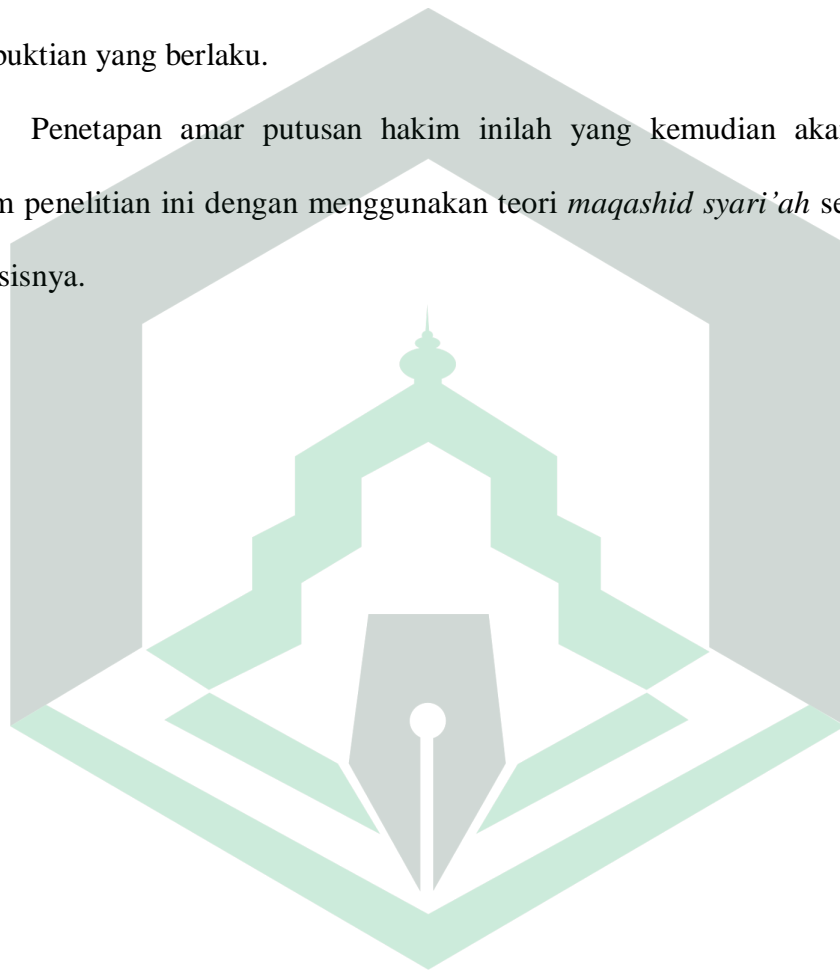 buktian yang berlaku.
Penetapan amar putusan hakim inilah yang kemudian aka
m penelitian ini dengan menggunakan teori maqashid syari’ah se
sisnya.